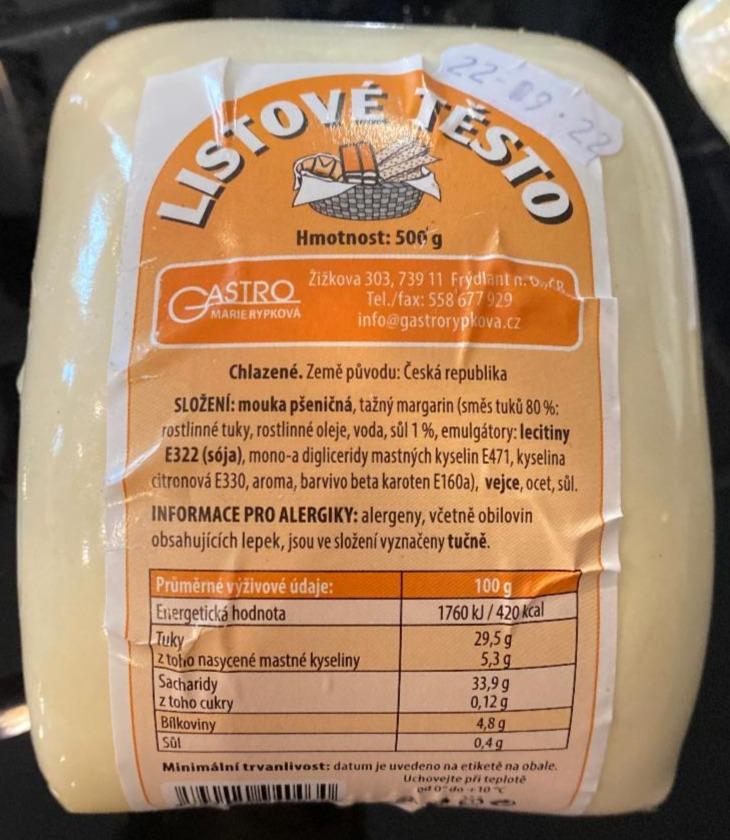 22-09-22
LISTOVÉ TĚSTO
Hmotnost: 500 g
GASTRO
MARIE RYPKOVÁ
Žižkova 303, 739 11 Frýdlant n.
Tel./fax: 558 677 929
info@gastrorypkova.cz
Chlazené. Země původu: Česká republika
SLOŽENÍ: mouka pšeničná, tažný margarin (směs tuků 80 %:
rostlinné tuky, rostlinné oleje, voda, sůl 1 %, emulgátory: lecitiny
E322 (sója), mono-a digliceridy mastných kyselin E471, kyselina
citronová E330, aroma, barvivo beta karoten E160a), vejce, ocet, sůl.
INFORMACE PRO ALERGIKY: alergeny, včetně obilovin
obsahujících lepek, jsou ve složení vyznačeny tučně.
Průměrné výživové údaje: 100 g
Energetická hodnota 1760 kJ / 420 kcal
Tuky 29,5 g
z toho nasycené mastné kyseliny 5,3 g
Sacharidy 33,9 g
z toho cukry 0,12 g
Bílkoviny 4,8 g
Sůl 0,4 g
Minimální trvanlivost: datum je uvedeno na etiketě na obale.
Uchovejte při teplotě
od 0° do +10 °C